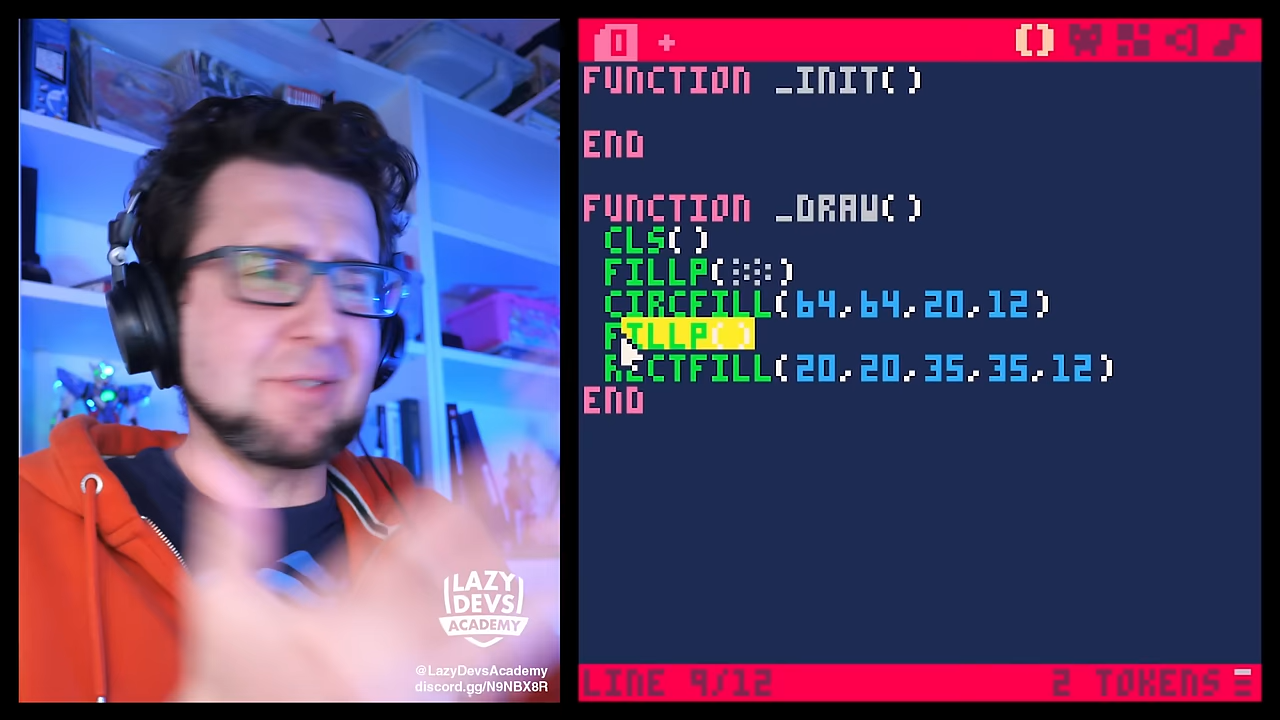 FUNCTION _INIT()
END
FUNCTION _DRAW()
CLS()
FILLP(░)
CIRCFILL(64,64,20,12)
FILLP()
RECTFILL(20,20,35,35,12)
END
LINE 9/12
2 TOKENS
LAZY
DEVS
ACADEMY
@LazyDevsAcademy
discord.gg/N9NBX8R